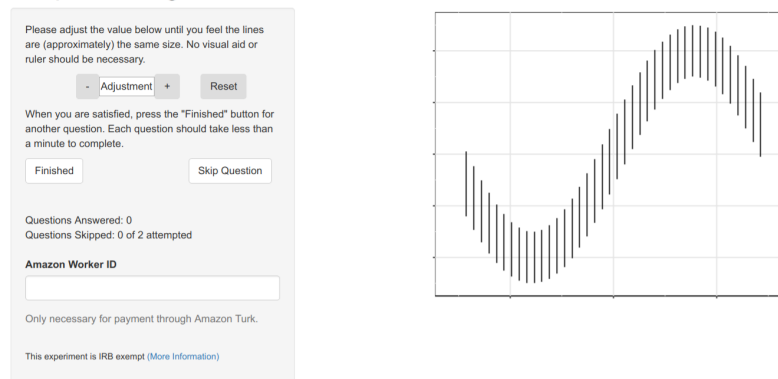 Please adjust the value below until you feel the lines
are (approximately) the same size. No visual aid or
ruler should be necessary.
- Adjustment + Reset
When you are satisfied, press the "Finished" button for
another question. Each question should take less than
a minute to complete.
Finished Skip Question
Questions Answered: 0
Questions Skipped: 0 of 2 attempted
Amazon Worker ID
Only necessary for payment through Amazon Turk.
This experiment is IRB exempt (More Information)